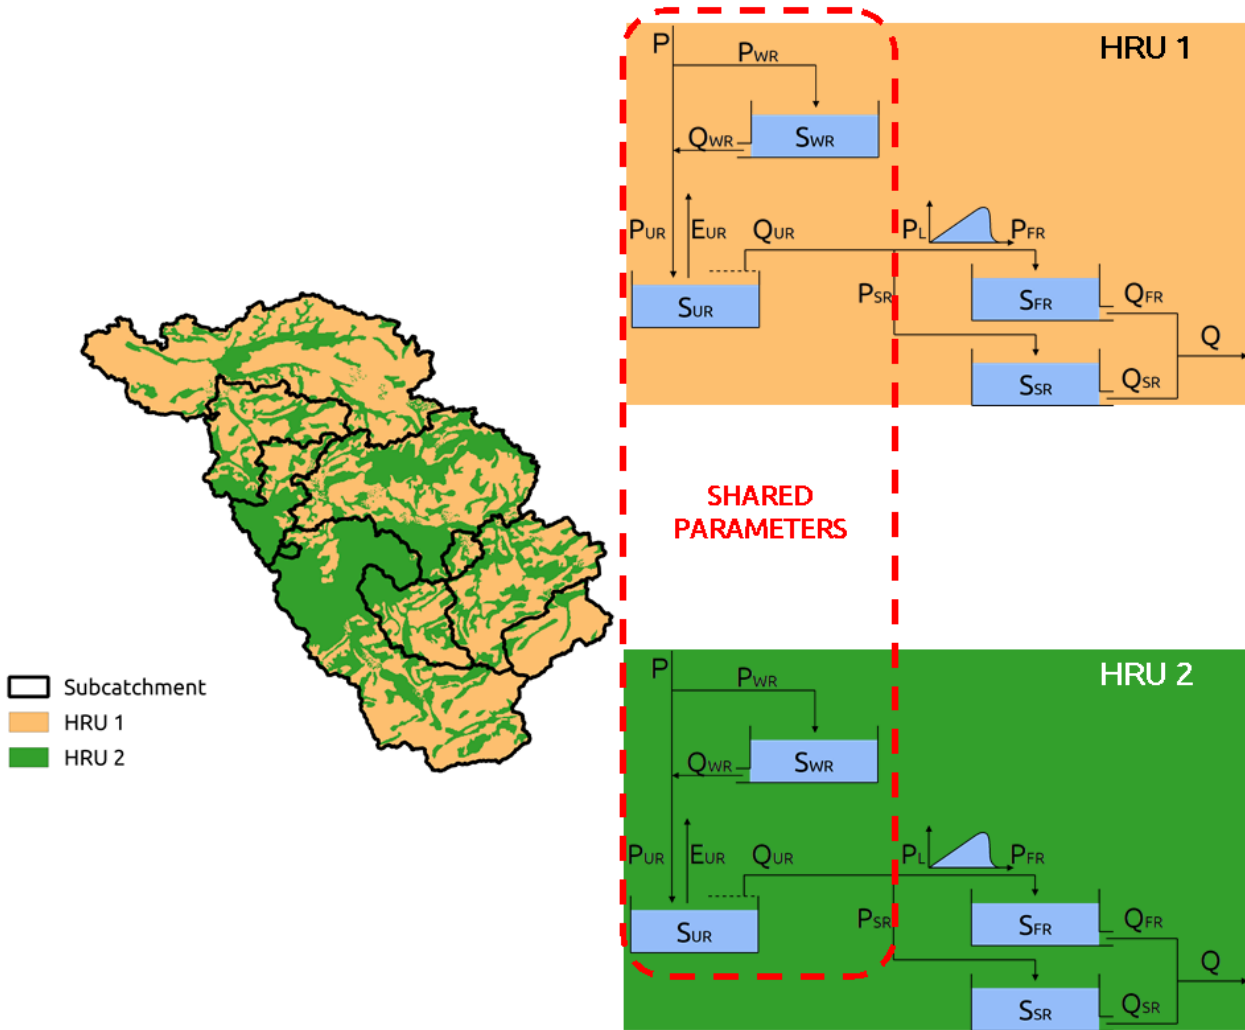 P
PWR
HRU 1
QWR
SWR
PUR
EUR
QUR
PL
PFR
SUR
PSR
SFR
QFR
Q
SSR
QSR
SHARED
PARAMETERS
Subcatchment
HRU 1
HRU 2
P
PWR
HRU 2
QWR
SWR
PUR
EUR
QUR
PL
PFR
SUR
PSR
SFR
QFR
Q
SSR
QSR